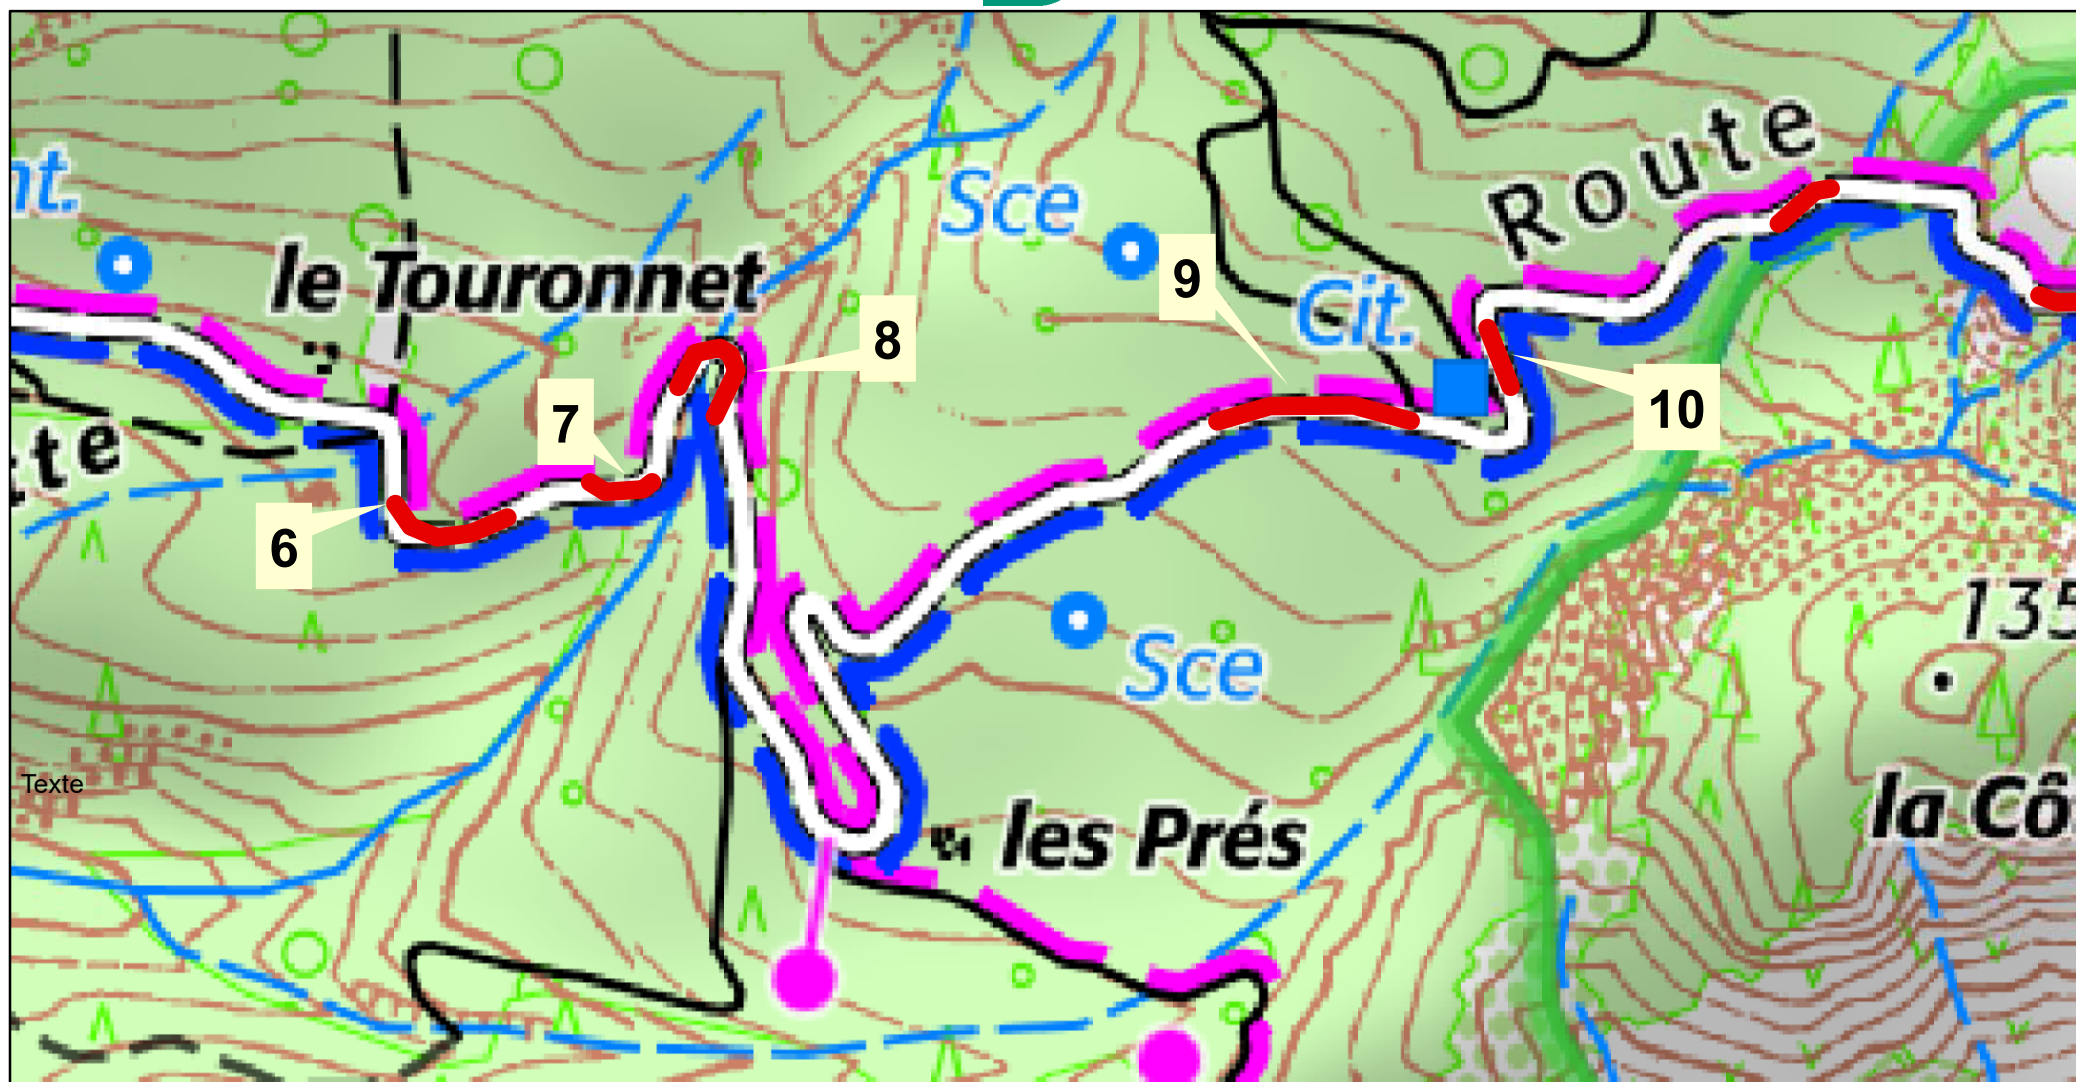 Route
nt.
Sce
le Touronnet
9
Cit.
8
10
7
te
6
135
Sce
Texte
les Prés
la Cô